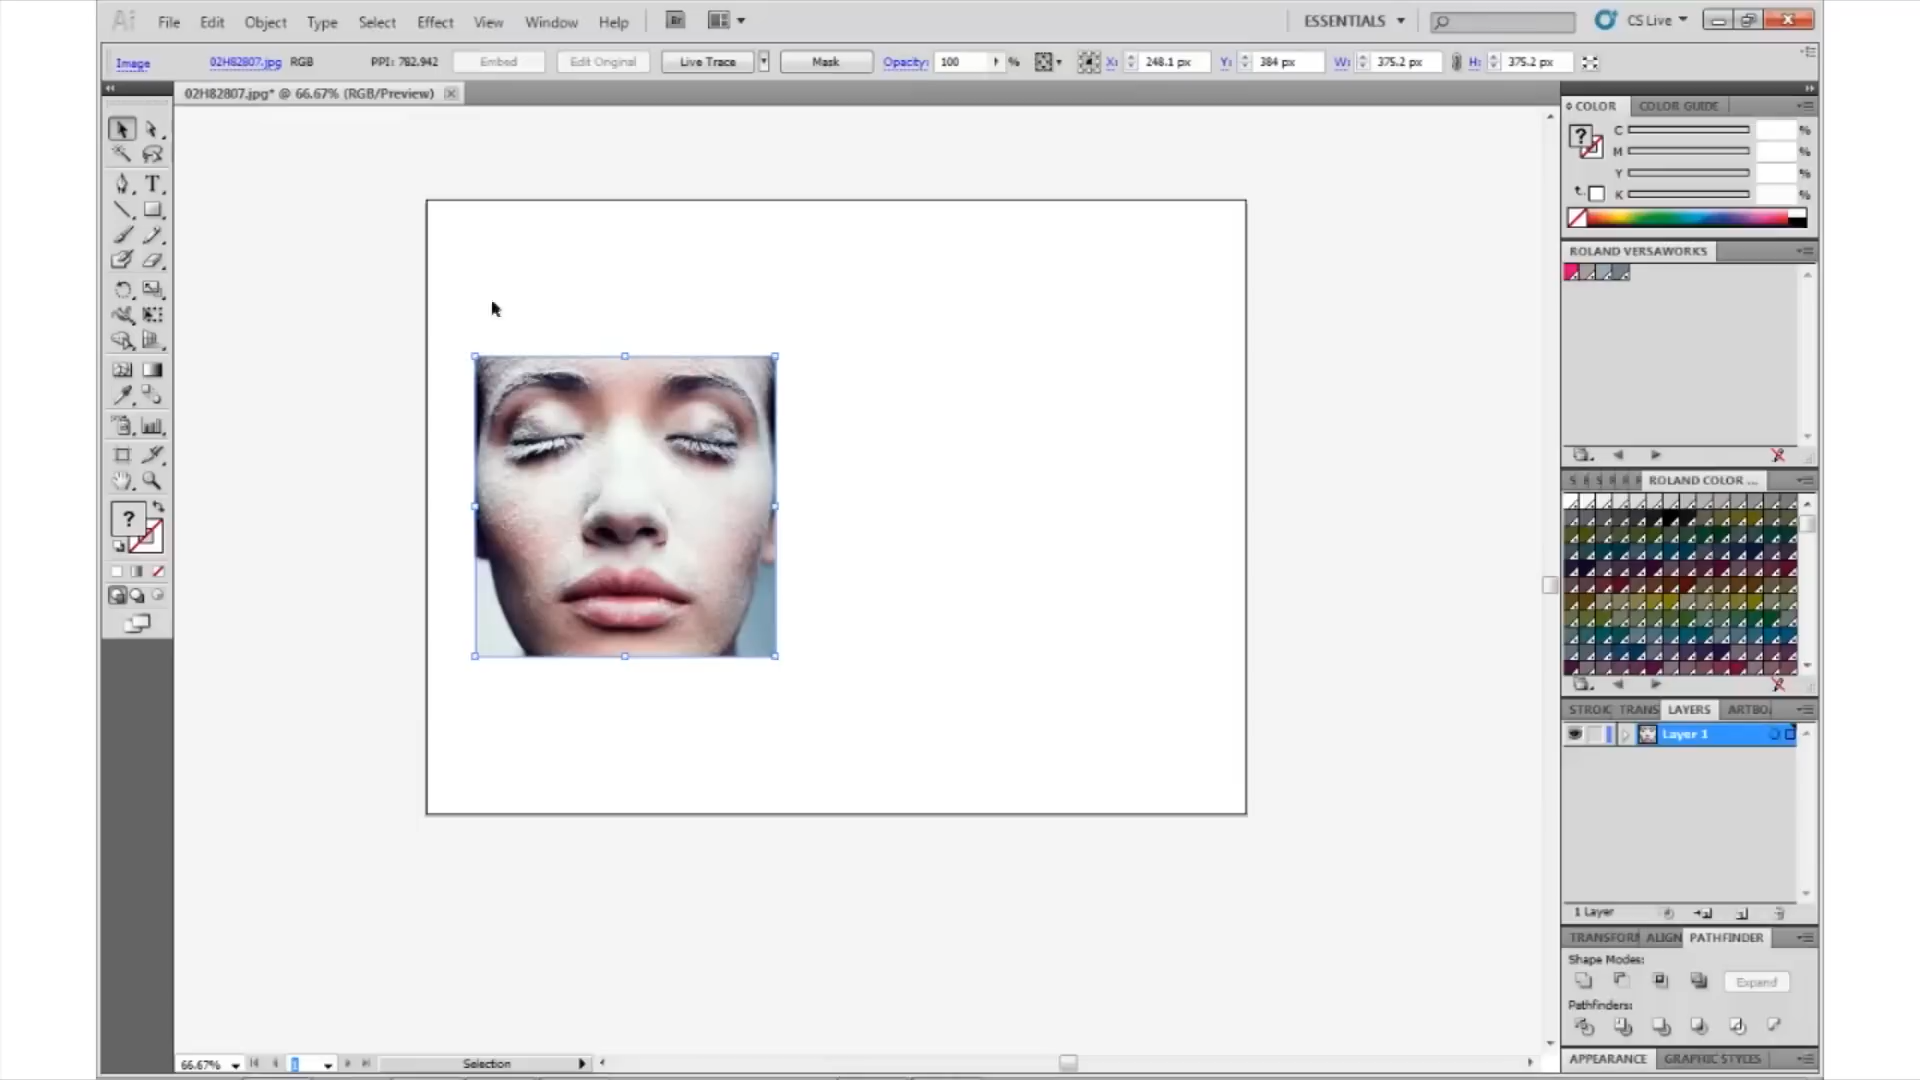 Ai File Edit Object Type Select Effect View Window Help Br ESSENTIALS CS Live
Image 02H82807.jpg RGB PPI: 782.942 Embed Edit Original Live Trace Mask Opacity: 100 % X: 248.1 px Y: 384 px W: 375.2 px H: 375.2 px
02H82807.jpg* @ 66.67% (RGB/Preview)
COLOR COLOR GUIDE
C %
M %
Y %
K %
ROLAND VERSAWORKS
ROLAND COLOR ...
STROK TRANS LAYERS ARTBO
Layer 1
1 Layer
TRANSFORM ALIGN PATHFINDER
Shape Modes:
Expand
Pathfinders:
APPEARANCE GRAPHIC STYLES
66.67% 1 Selection